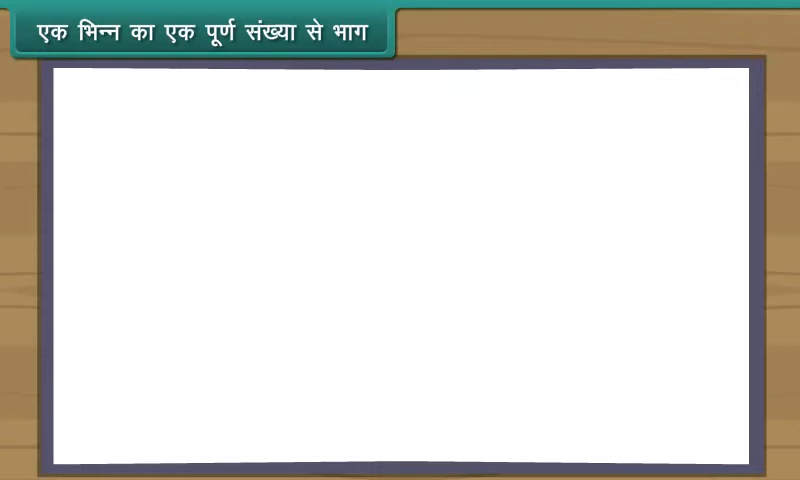 एक भिन्न का एक पूर्ण संख्या से भाग